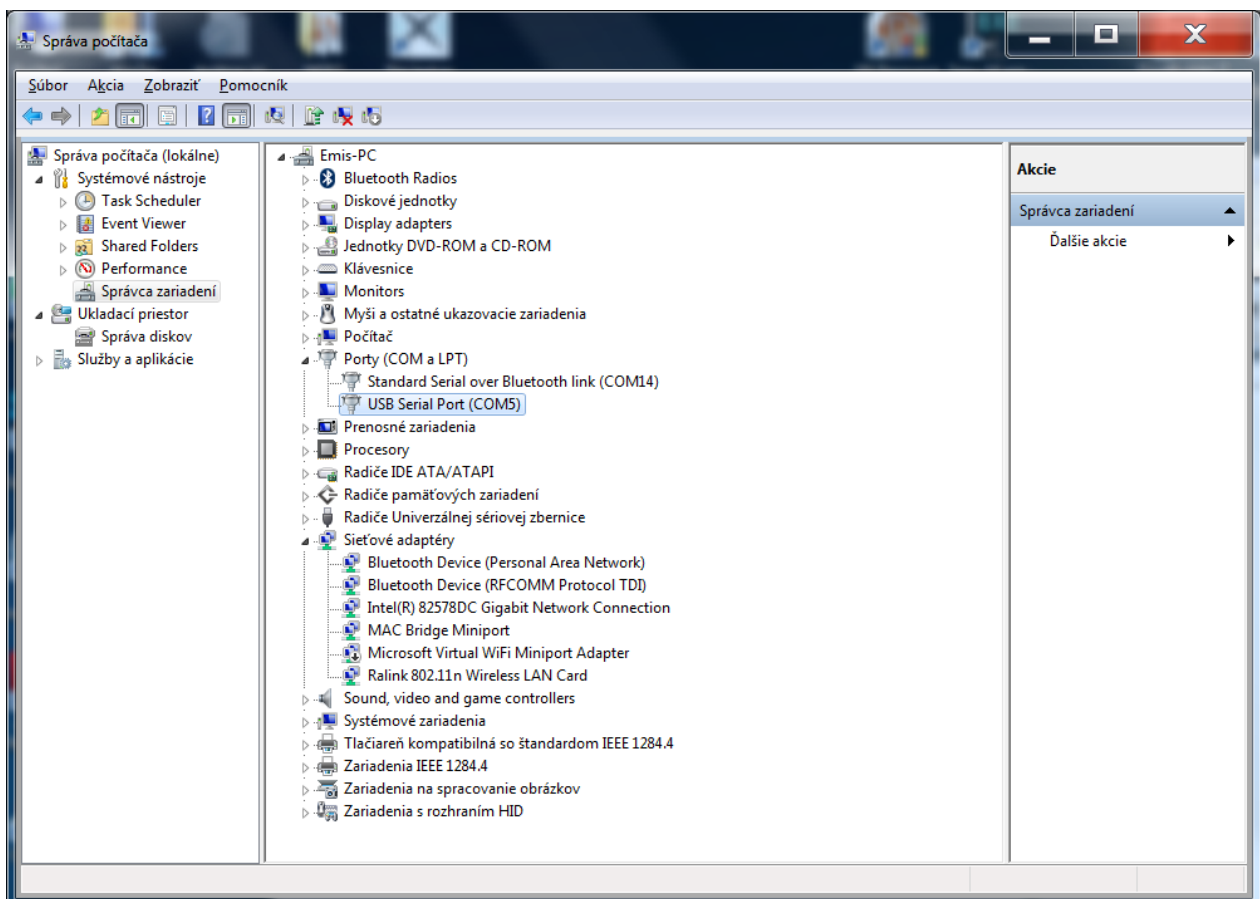 Správa počítača
Súbor Akcia Zobraziť Pomocník
Správa počítača (lokálne)
Systémové nástroje
Task Scheduler
Event Viewer
Shared Folders
Performance
Správca zariadení
Ukladací priestor
Správa diskov
Služby a aplikácie
Emis-PC
Bluetooth Radios
Diskové jednotky
Display adapters
Jednotky DVD-ROM a CD-ROM
Klávesnice
Monitors
Myši a ostatné ukazovacie zariadenia
Počítač
Porty (COM a LPT)
Standard Serial over Bluetooth link (COM14)
USB Serial Port (COM5)
Prenosné zariadenia
Procesory
Radiče IDE ATA/ATAPI
Radiče pamäťových zariadení
Radiče Univerzálnej sériovej zbernice
Sieťové adaptéry
Bluetooth Device (Personal Area Network)
Bluetooth Device (RFCOMM Protocol TDI)
Intel(R) 82578DC Gigabit Network Connection
MAC Bridge Miniport
Microsoft Virtual WiFi Miniport Adapter
Ralink 802.11n Wireless LAN Card
Sound, video and game controllers
Systémové zariadenia
Tlačiareň kompatibilná so štandardom IEEE 1284.4
Zariadenia IEEE 1284.4
Zariadenia na spracovanie obrázkov
Zariadenia s rozhraním HID
Akcie
Správca zariadení
Ďalšie akcie